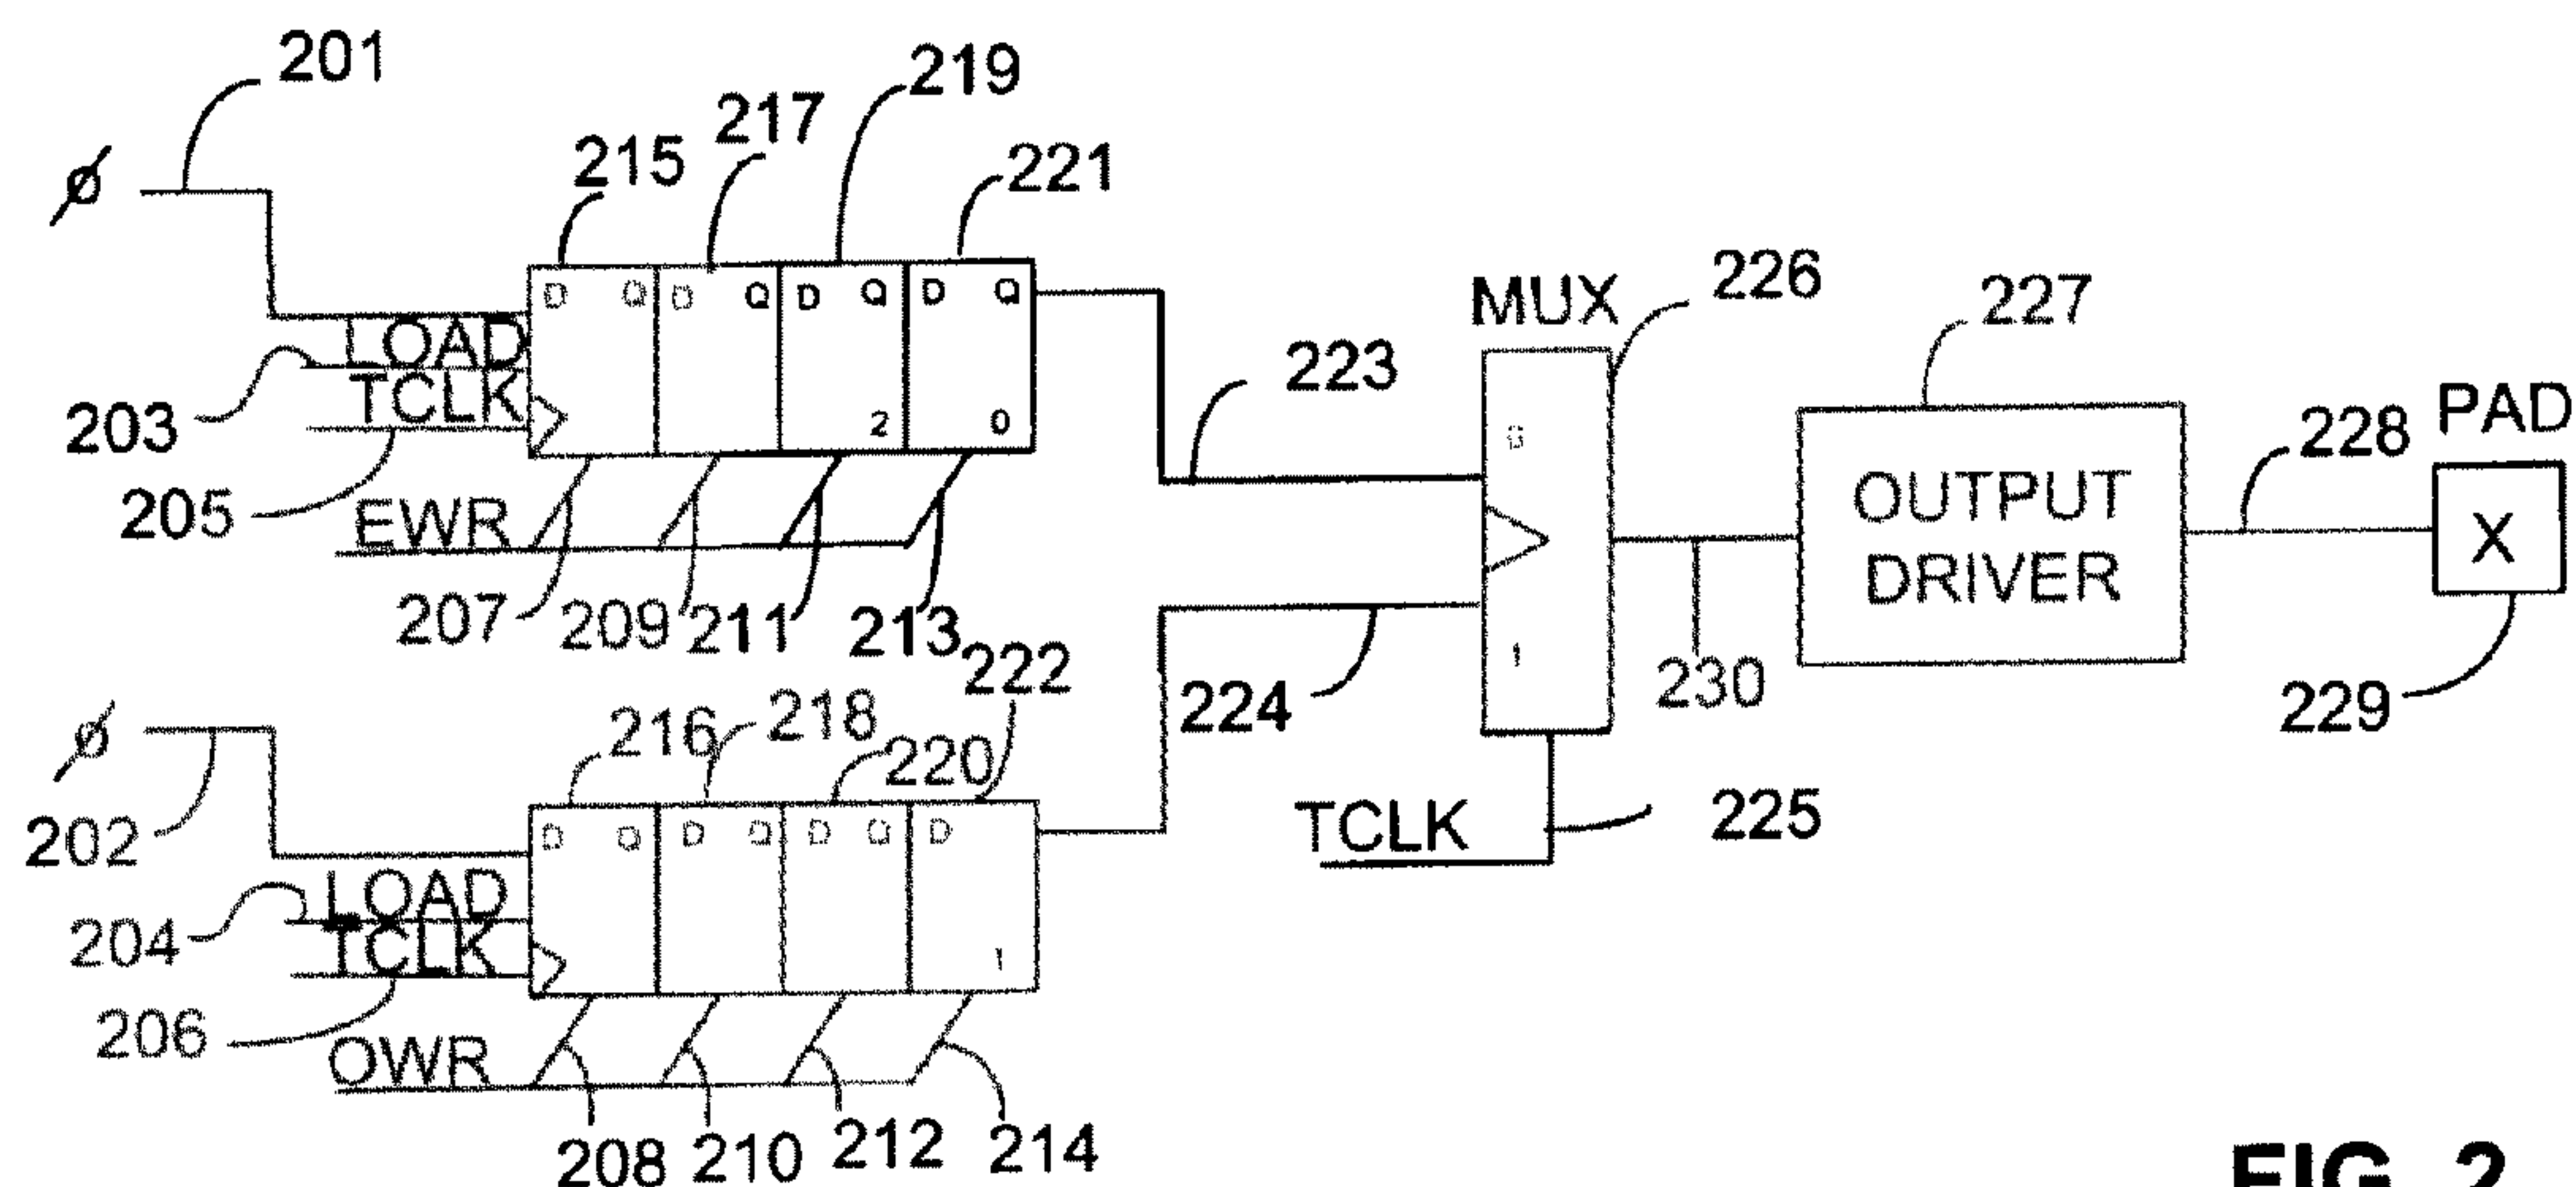 201
219
217
215
221
ϕ
D Q D Q D Q D Q
2 0
LOAD
TCLK
203
205
EWR
207 209 211 213
223
MUX
226
227
0
1
OUTPUT
DRIVER
228
PAD
X
229
230
224
TCLK
225
ϕ
202
216 218 220 222
D Q D Q D Q D
1
LOAD
TCLK
204
206
OWR
208 210 212 214
FIG. 2